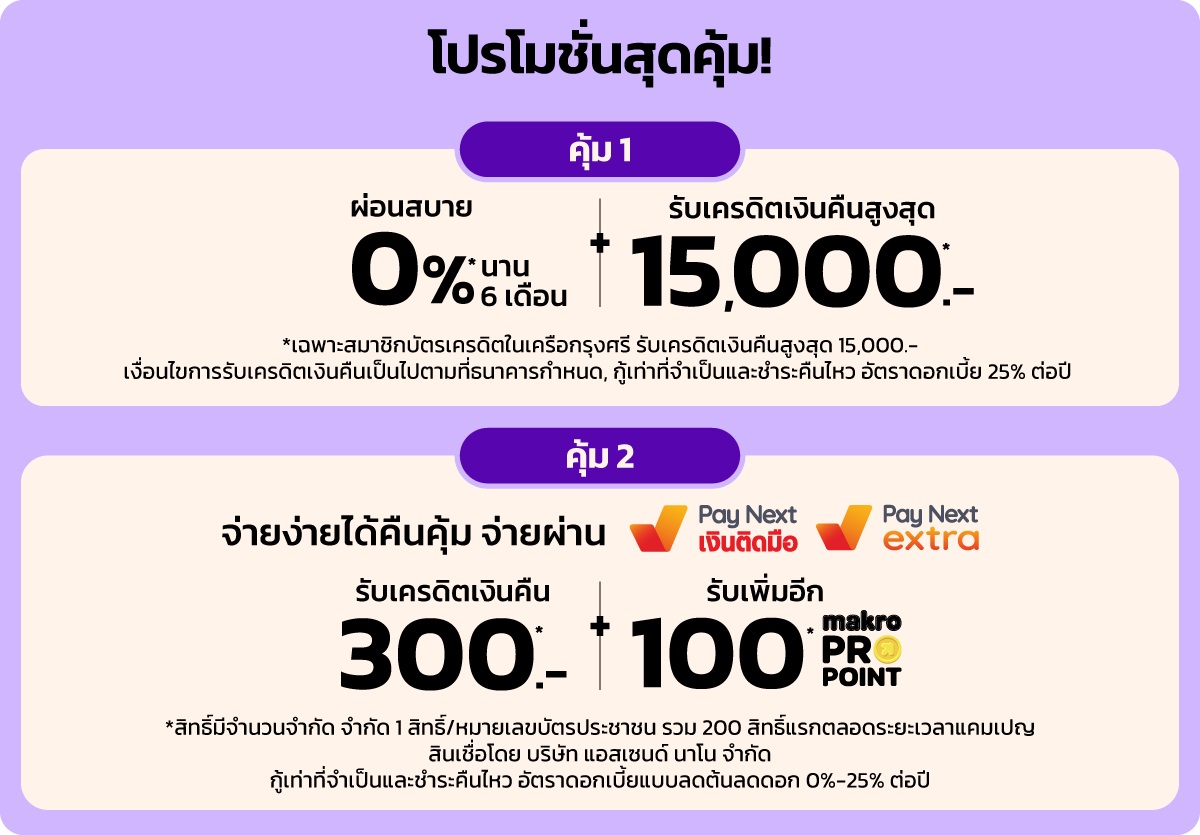 โปรโมชั่นสุดคุ้ม!
คุ้ม 1
ผ่อนสบาย
0%* นาน
6 เดือน
+
รับเครดิตเงินคืนสูงสุด
15,000.-*
*เฉพาะสมาชิกบัตรเครดิตในเครือกรุงศรี รับเครดิตเงินคืนสูงสุด 15,000.-
เงื่อนไขการรับเครดิตเงินคืนเป็นไปตามที่ธนาคารกำหนด, กู้เท่าที่จำเป็นและชำระคืนไหว อัตราดอกเบี้ย 25% ต่อปี
คุ้ม 2
จ่ายง่ายได้คืนคุ้ม จ่ายผ่าน
Pay Next
เงินติดมือ
Pay Next
extra
รับเครดิตเงินคืน
300.-*
+
รับเพิ่มอีก
100*
makro
PRO
POINT
*สิทธิ์มีจำนวนจำกัด จำกัด 1 สิทธิ์/หมายเลขบัตรประชาชน รวม 200 สิทธิ์แรกตลอดระยะเวลาแคมเปญ
สินเชื่อโดย บริษัท แอสเซนด์ นาโน จำกัด
กู้เท่าที่จำเป็นและชำระคืนไหว อัตราดอกเบี้ยแบบลดต้นลดดอก 0%-25% ต่อปี